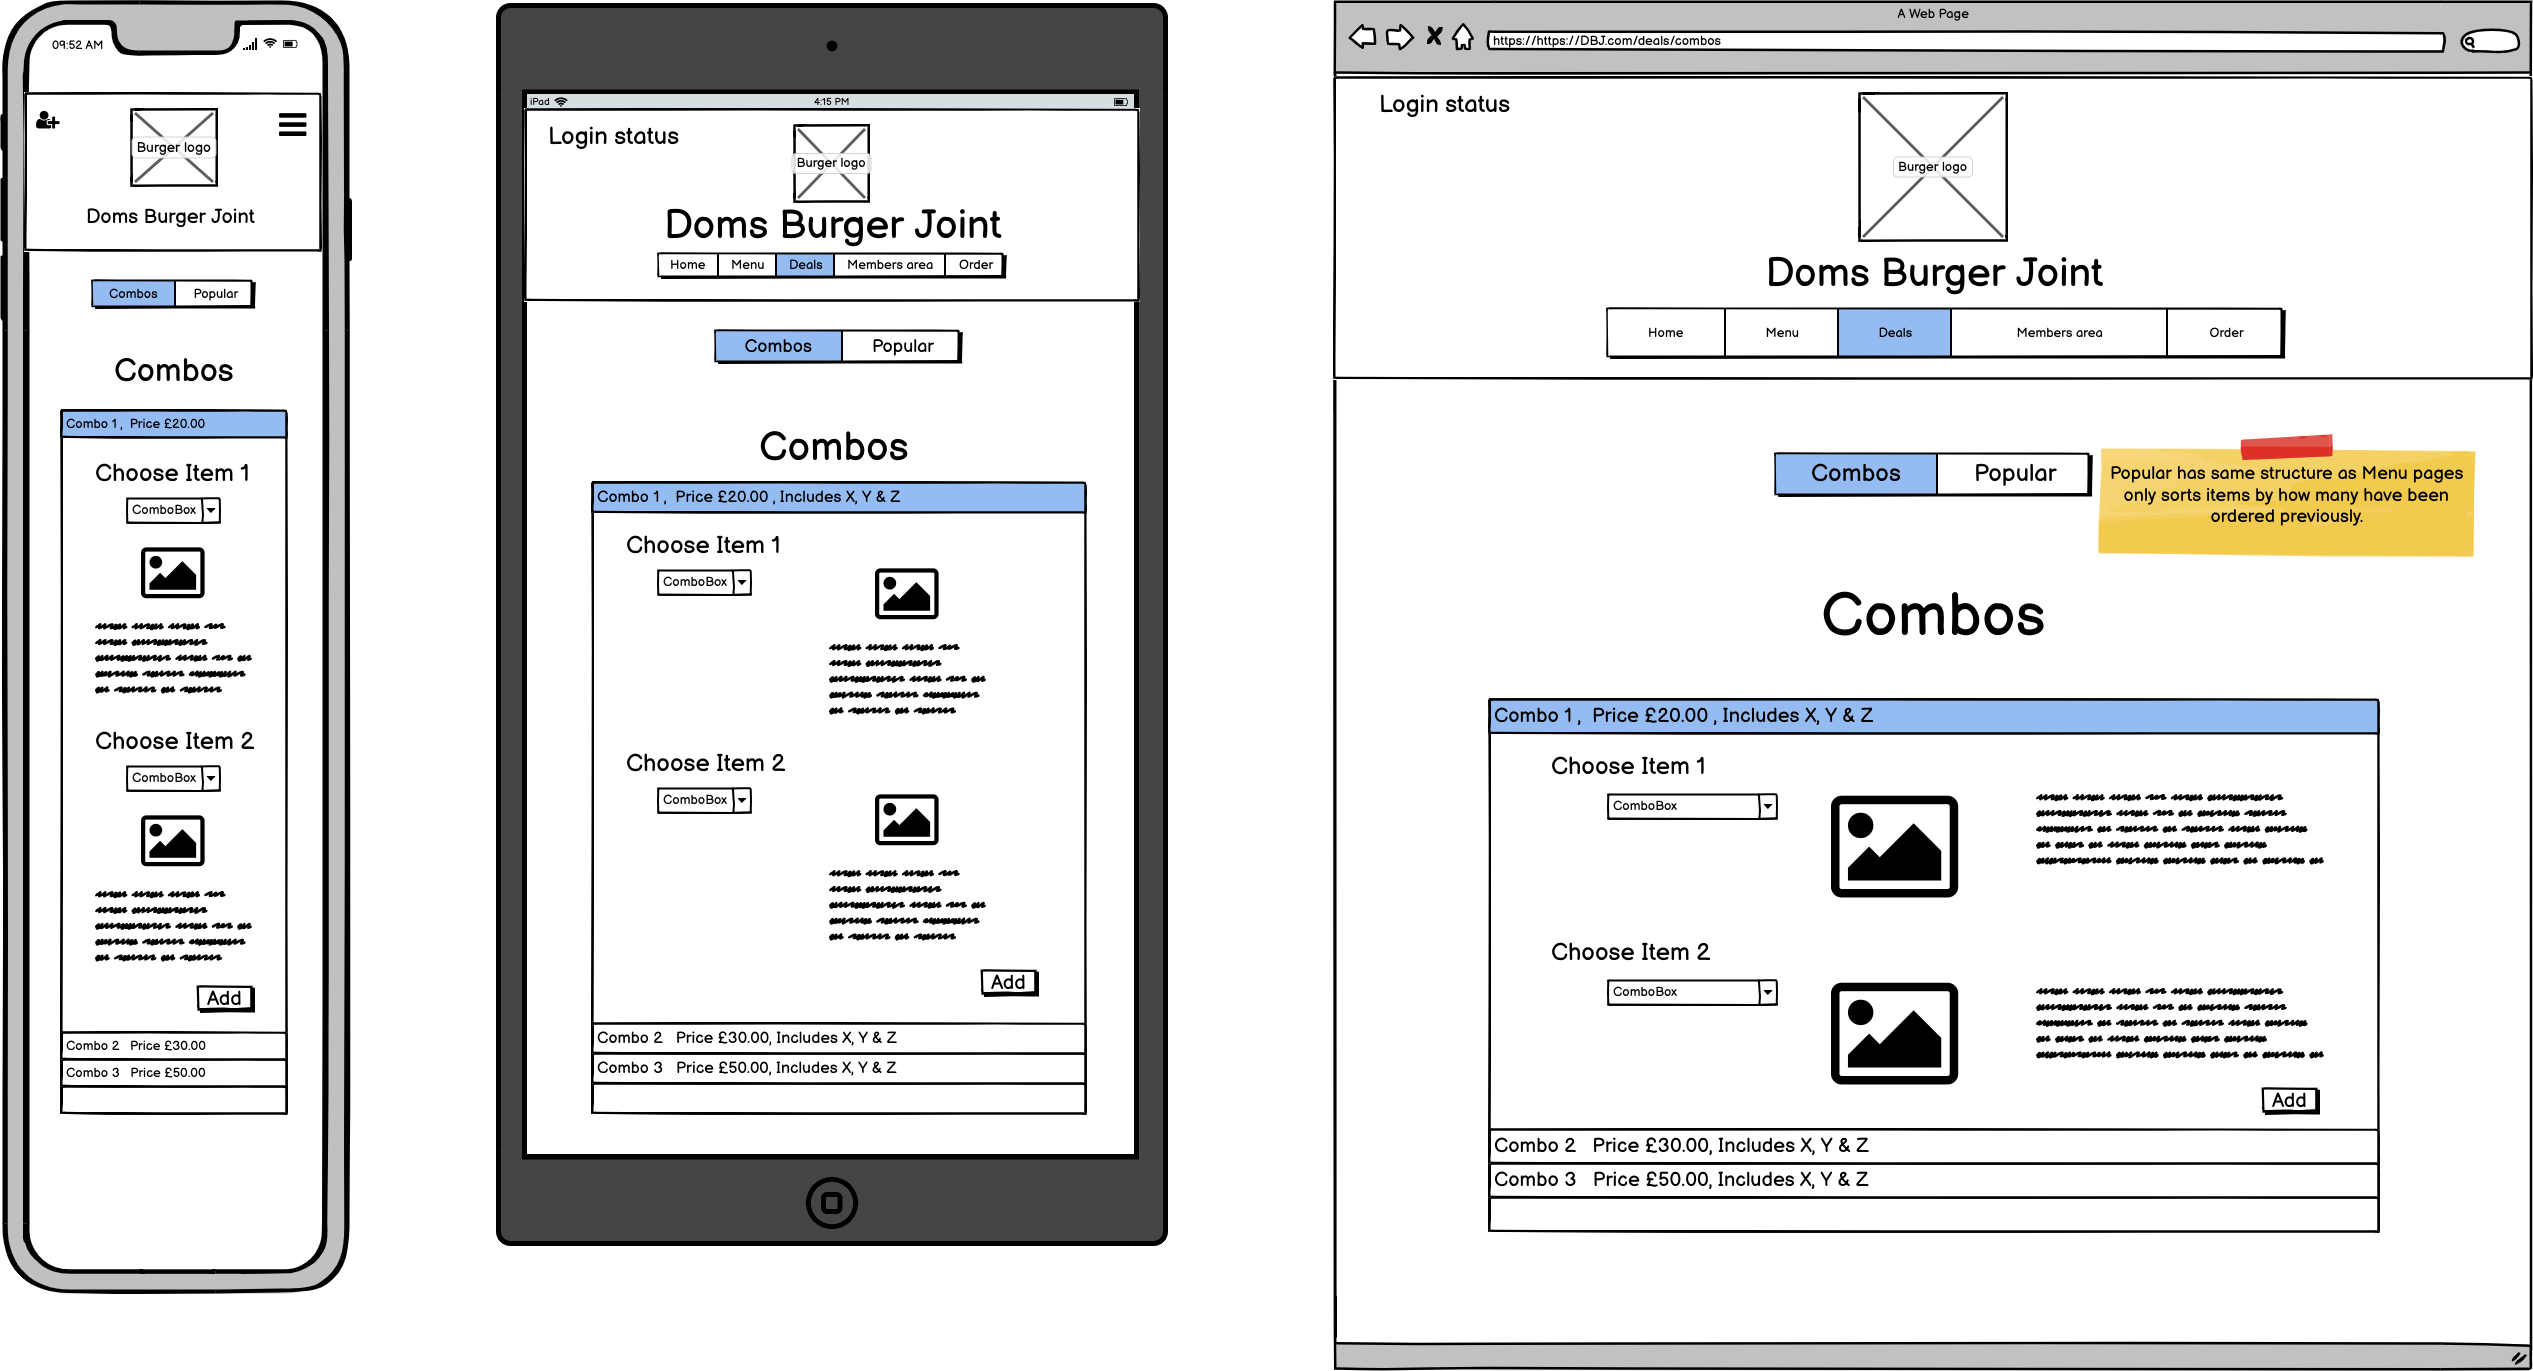 09:52 AM
Burger logo
Doms Burger Joint
Combos Popular
Combos
Combo 1 , Price £20.00
Choose Item 1
ComboBox
Choose Item 2
ComboBox
Add
Combo 2 Price £30.00
Combo 3 Price £50.00
iPad 4:15 PM
Login status
Burger logo
Doms Burger Joint
Home Menu Deals Members area Order
Combos Popular
Combos
Combo 1 , Price £20.00 , Includes X, Y & Z
Choose Item 1
ComboBox
Choose Item 2
ComboBox
Add
Combo 2 Price £30.00, Includes X, Y & Z
Combo 3 Price £50.00, Includes X, Y & Z
A Web Page
https://https://DBJ.com/deals/combos
Login status
Burger logo
Doms Burger Joint
Home Menu Deals Members area Order
Combos Popular
Popular has same structure as Menu pages
only sorts items by how many have been
ordered previously.
Combos
Combo 1 , Price £20.00 , Includes X, Y & Z
Choose Item 1
ComboBox
Choose Item 2
ComboBox
Add
Combo 2 Price £30.00, Includes X, Y & Z
Combo 3 Price £50.00, Includes X, Y & Z